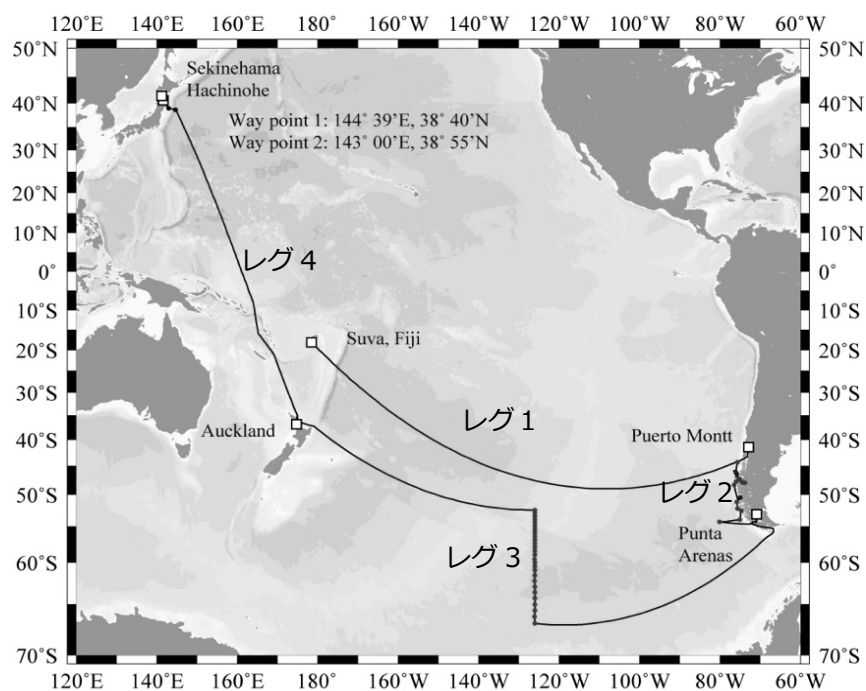 120˚E 140˚E 160˚E 180˚ 160˚W 140˚W 120˚W 100˚W 80˚W 60˚W
50˚N 50˚N
Sekinehama
Hachinohe
40˚N 40˚N
Way point 1: 144˚ 39’E, 38˚ 40’N
Way point 2: 143˚ 00’E, 38˚ 55’N
30˚N 30˚N
20˚N 20˚N
10˚N 10˚N
レグ4
0˚ 0˚
10˚S 10˚S
Suva, Fiji
20˚S 20˚S
30˚S 30˚S
レグ1
Auckland
Puerto Montt
40˚S 40˚S
レグ2
50˚S 50˚S
Punta
Arenas
レグ3
60˚S 60˚S
70˚S 70˚S
120˚E 140˚E 160˚E 180˚ 160˚W 140˚W 120˚W 100˚W 80˚W 60˚W